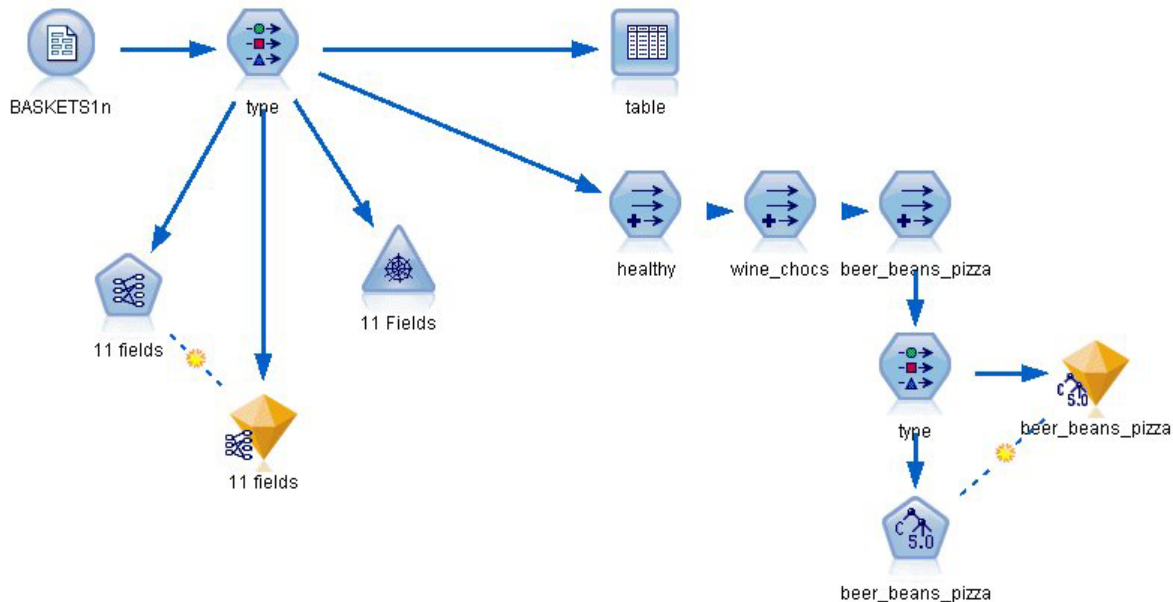 BASKETS1n
type
table
healthy
wine_chocs
beer_beans_pizza
11 fields
11 Fields
11 fields
type
C 5.0
beer_beans_pizza
C 5.0
beer_beans_pizza